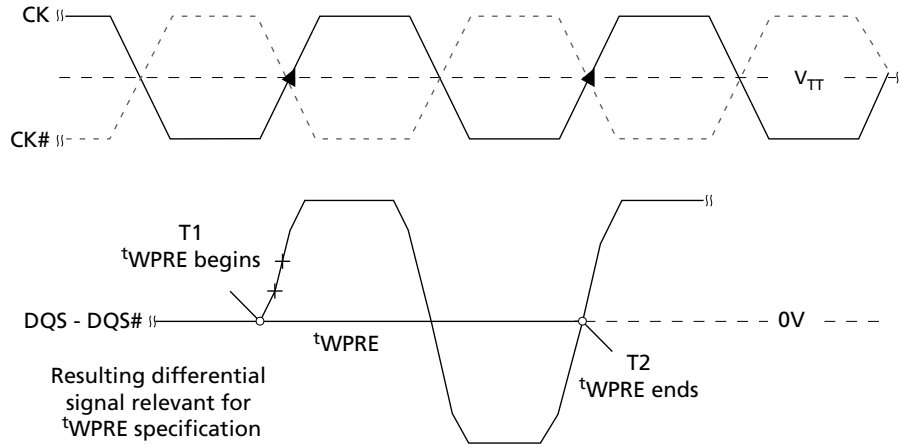 CK
V_TT
CK#
T1
tWPRE begins
DQS - DQS#
0V
tWPRE
T2
tWPRE ends
Resulting differential
signal relevant for
tWPRE specification